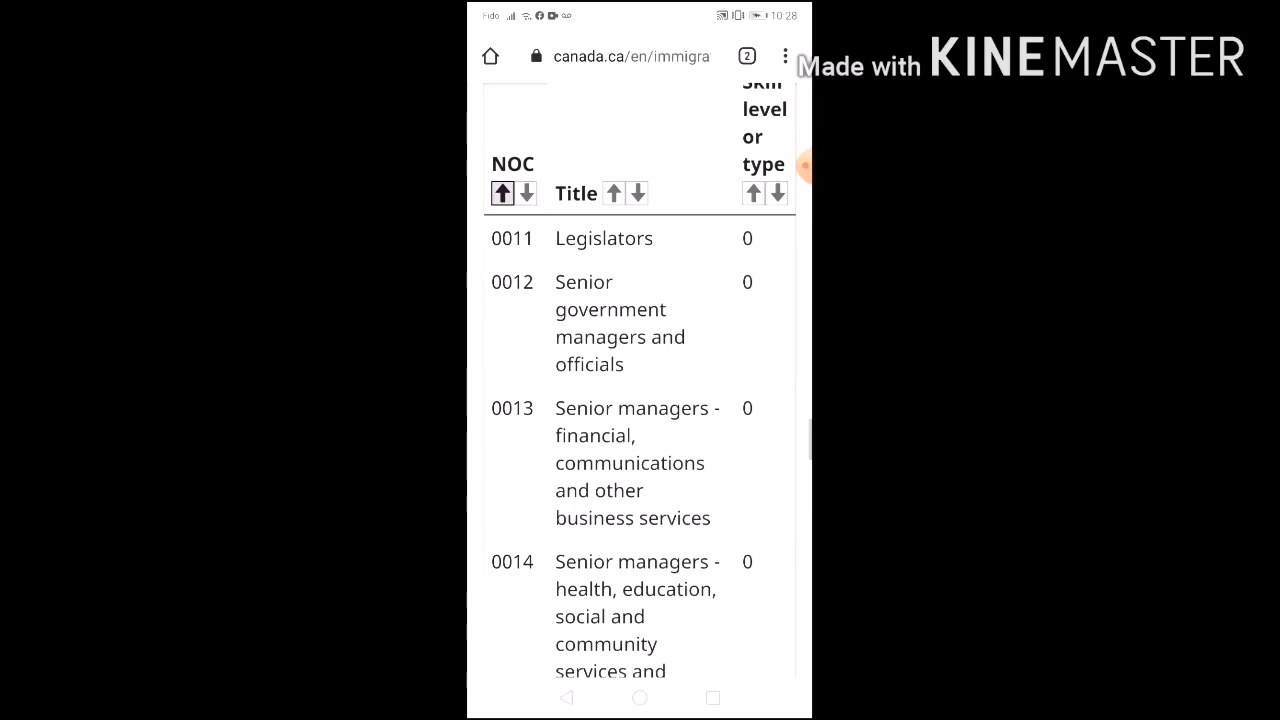 Fido 10:28
canada.ca/en/immigra 2
Made with KINEMASTER
Skill
level
or
NOC type
Title
0011 Legislators 0
0012 Senior 0
government
managers and
officials
0013 Senior managers - 0
financial,
communications
and other
business services
0014 Senior managers - 0
health, education,
social and
community
services and